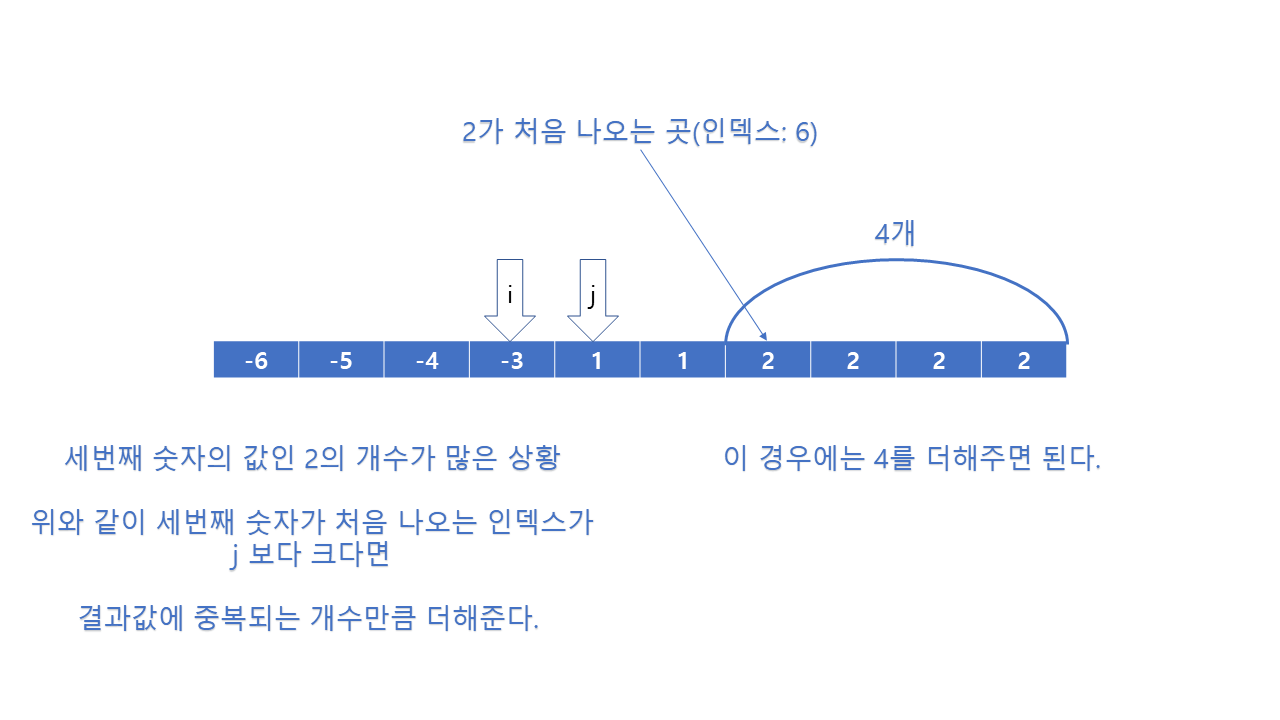 2가 처음 나오는 곳(인덱스: 6)
4개
i j
-6 -5 -4 -3 1 1 2 2 2 2
세번째 숫자의 값인 2의 개수가 많은 상황
이 경우에는 4를 더해주면 된다.
위와 같이 세번째 숫자가 처음 나오는 인덱스가
j 보다 크다면
결과값에 중복되는 개수만큼 더해준다.